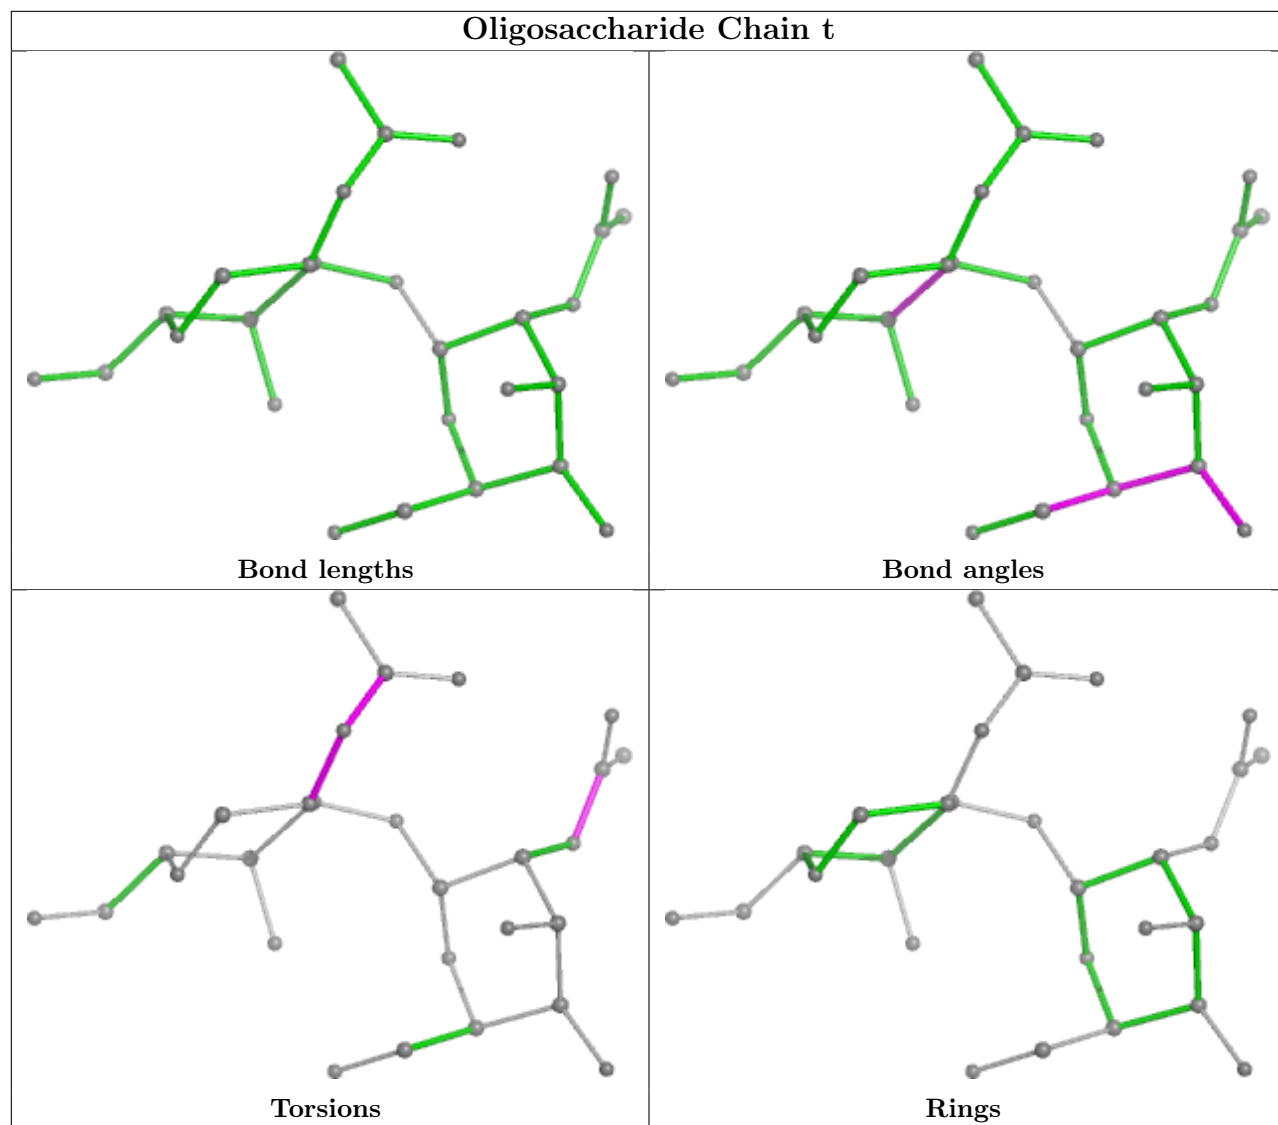 Oligosaccharide Chain t
Bond lengths
Bond angles
Torsions
Rings